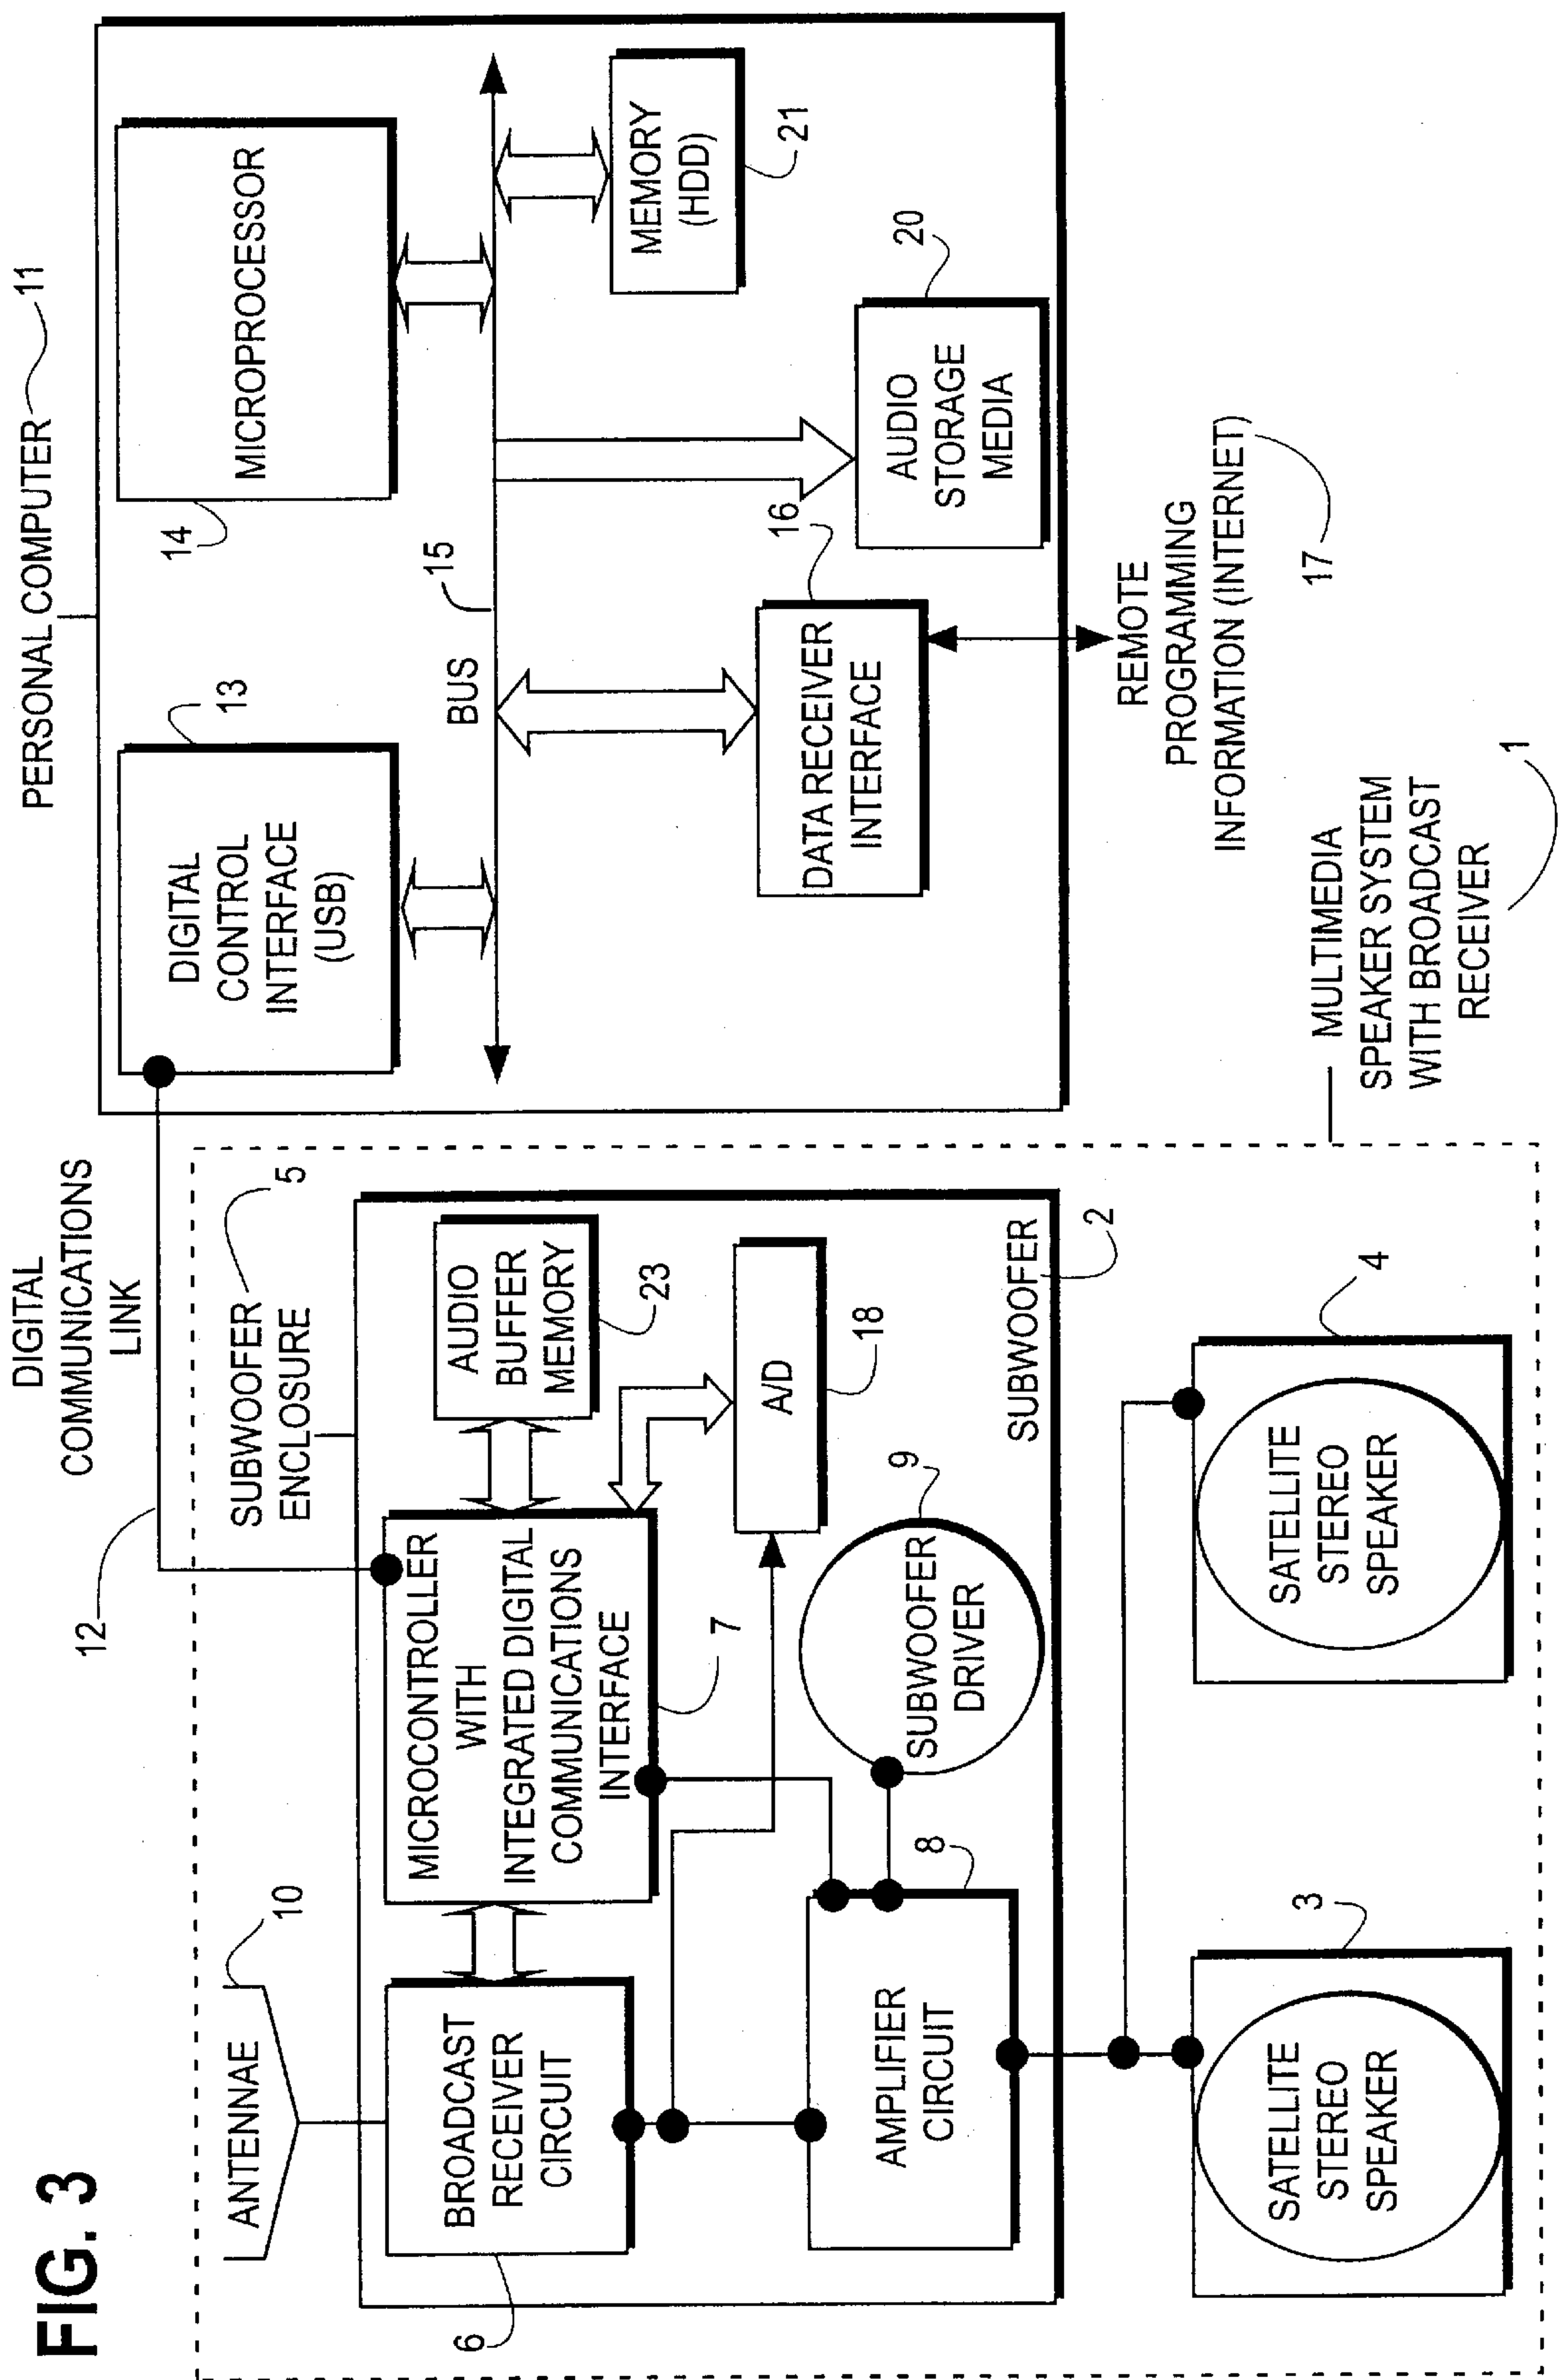 FIG. 3
DIGITAL
COMMUNICATIONS
LINK
12
PERSONAL COMPUTER
11
ANTENNAE
10
SUBWOOFER
ENCLOSURE
5
DIGITAL
CONTROL
INTERFACE
(USB)
13
MICROPROCESSOR
14
BROADCAST
RECEIVER
CIRCUIT
6
MICROCONTROLLER
WITH
INTEGRATED DIGITAL
COMMUNICATIONS
INTERFACE
7
AUDIO
BUFFER
MEMORY
23
BUS
15
MEMORY
(HDD)
21
A/D
18
DATA RECEIVER
INTERFACE
16
AUDIO
STORAGE
MEDIA
20
AMPLIFIER
CIRCUIT
8
SUBWOOFER
DRIVER
9
SUBWOOFER
2
REMOTE
PROGRAMMING
INFORMATION (INTERNET)
17
SATELLITE
STEREO
SPEAKER
3
SATELLITE
STEREO
SPEAKER
4
MULTIMEDIA
SPEAKER SYSTEM
WITH BROADCAST
RECEIVER
1